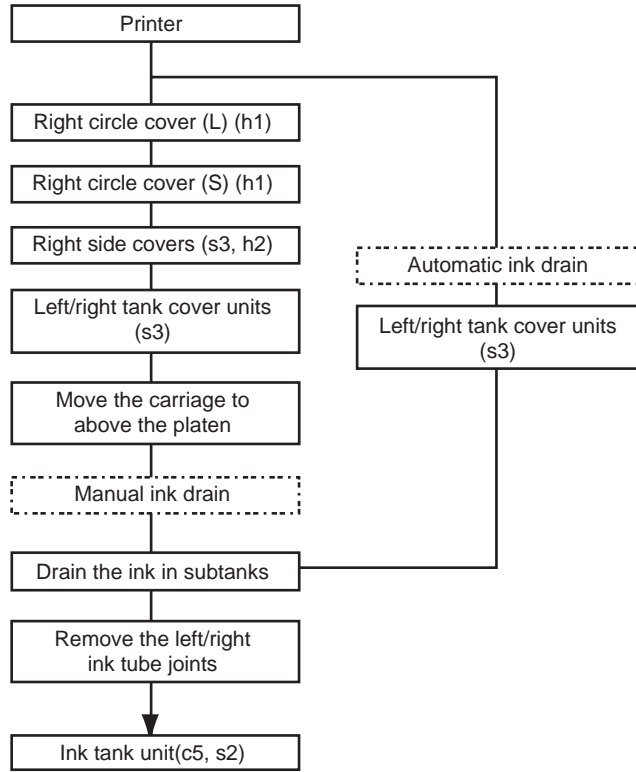 Printer
Right circle cover (L) (h1)
Right circle cover (S) (h1)
Right side covers (s3, h2)
Left/right tank cover units
(s3)
Move the carriage to
above the platen
Manual ink drain
Automatic ink drain
Left/right tank cover units
(s3)
Drain the ink in subtanks
Remove the left/right
ink tube joints
Ink tank unit(c5, s2)